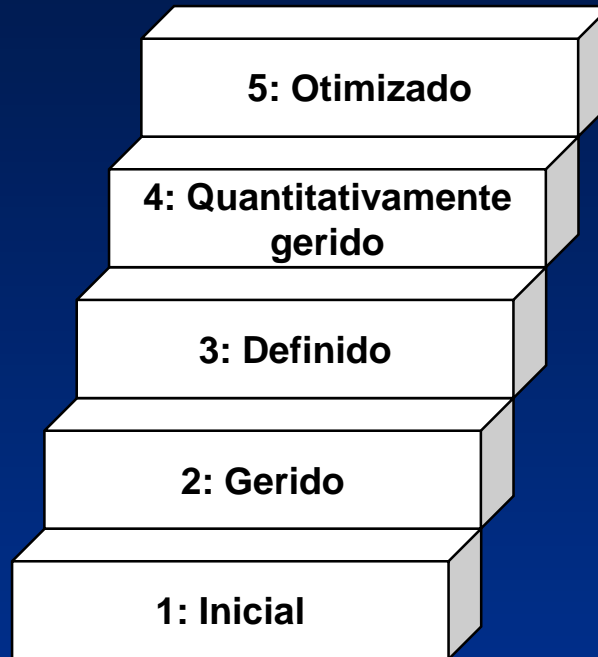 5: Otimizado
4: Quantitativamente
gerido
3: Definido
2: Gerido
1: Inicial